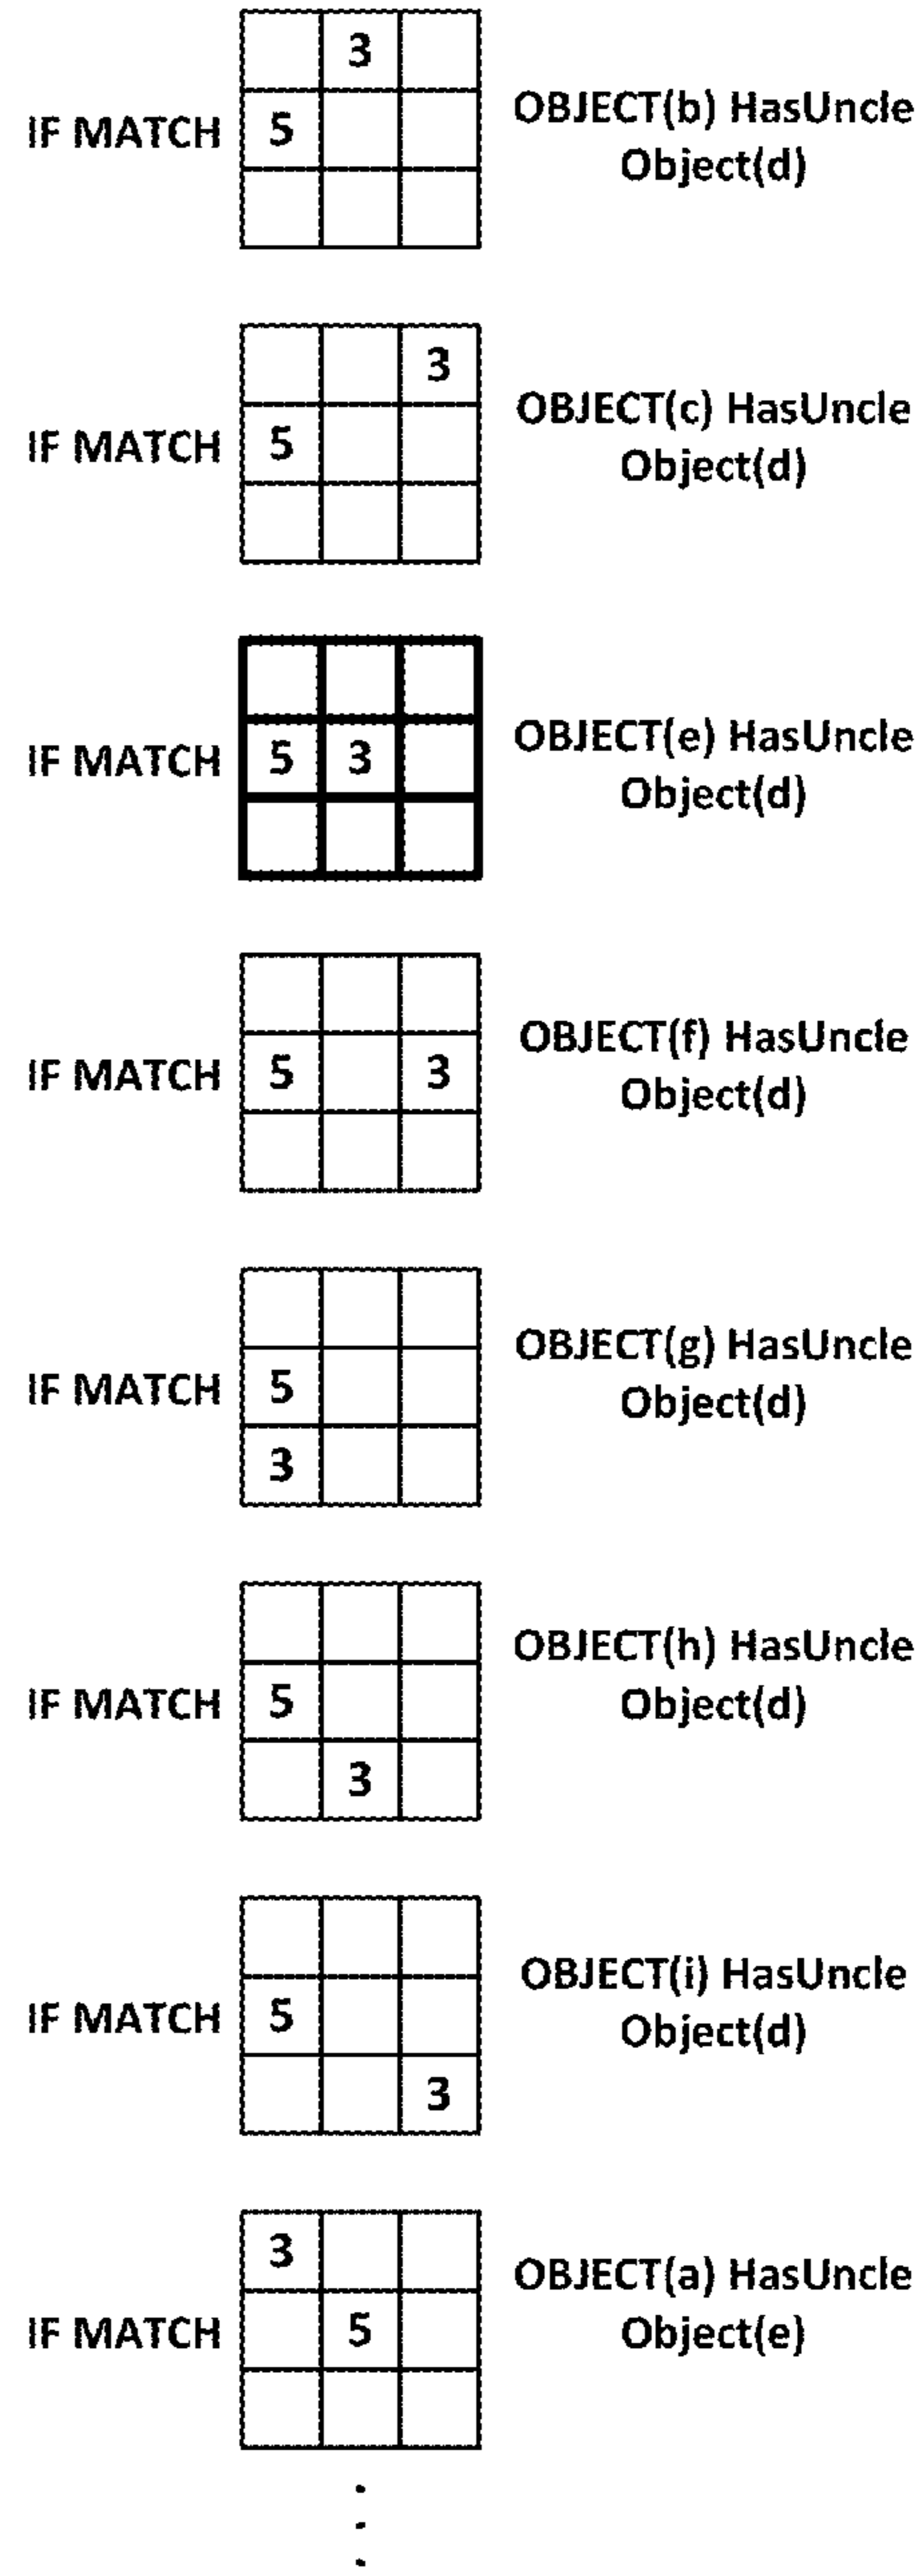 3
OBJECT(b) HasUncle
IF MATCH 5
Object(d)
3
OBJECT(c) HasUncle
IF MATCH 5
Object(d)
OBJECT(e) HasUncle
IF MATCH 5 3
Object(d)
OBJECT(f) HasUncle
IF MATCH 5 3
Object(d)
OBJECT(g) HasUncle
IF MATCH 5
Object(d)
3
OBJECT(h) HasUncle
IF MATCH 5
Object(d)
3
OBJECT(i) HasUncle
IF MATCH 5
Object(d)
3
3
OBJECT(a) HasUncle
IF MATCH 5
Object(e)